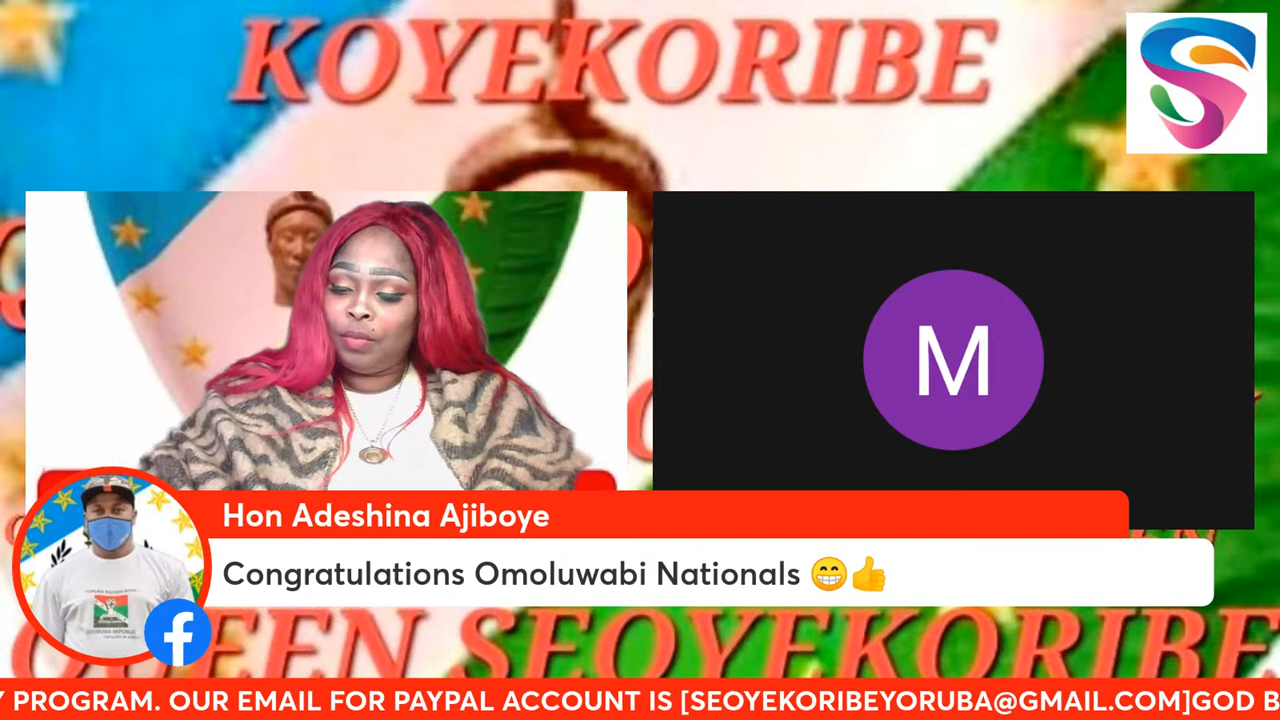 KOYEKORIBE
M
Hon Adeshina Ajiboye
Congratulations Omoluwabi Nationals 😁👍
QUEEN SEOYEKORIBE
Y PROGRAM. OUR EMAIL FOR PAYPAL ACCOUNT IS [SEOYEKORIBEYORUBA@GMAIL.COM]GOD B